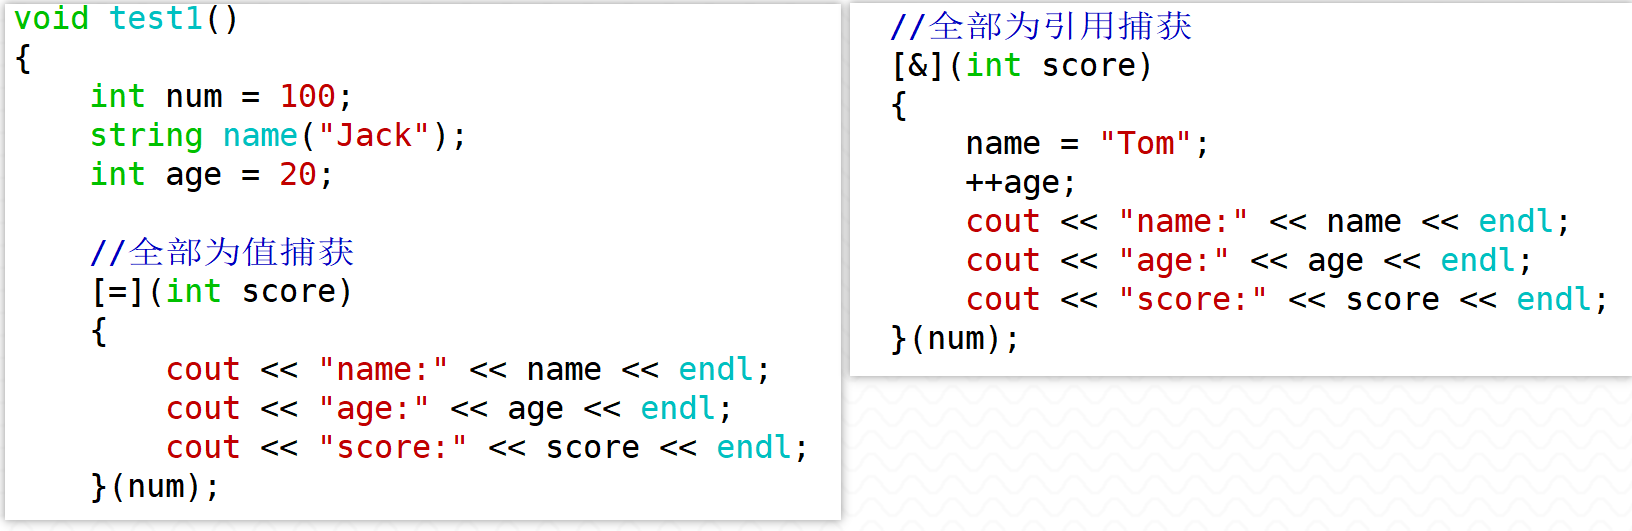 void test1()
{
    int num = 100;
    string name("Jack");
    int age = 20;

    //全部为值捕获
    [=](int score)
    {
        cout << "name:" << name << endl;
        cout << "age:" << age << endl;
        cout << "score:" << score << endl;
    }(num);
//全部为引用捕获
[&](int score)
{
    name = "Tom";
    ++age;
    cout << "name:" << name << endl;
    cout << "age:" << age << endl;
    cout << "score:" << score << endl;
}(num);